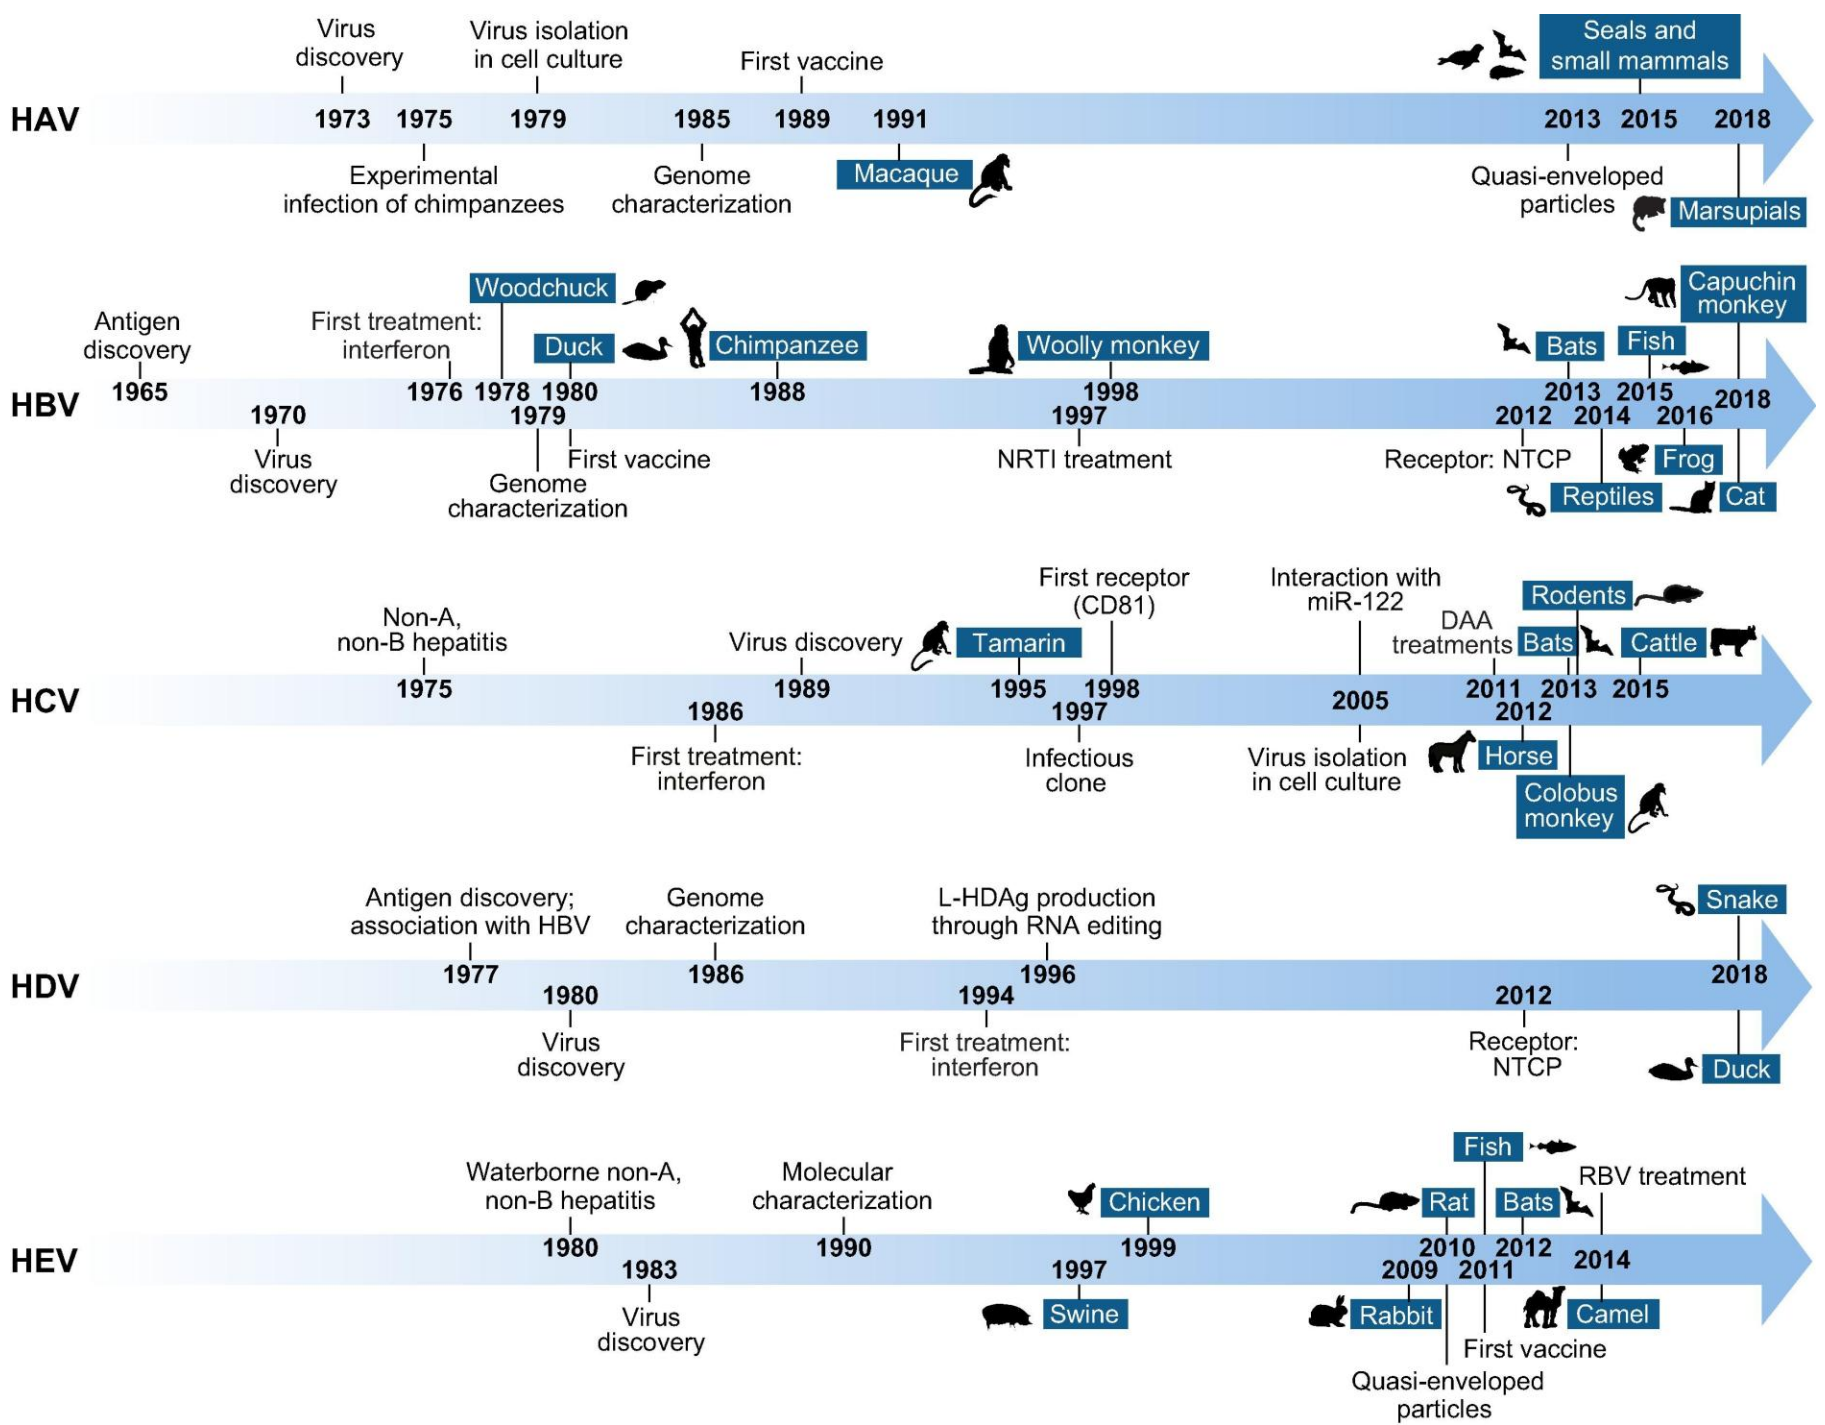 Virus
discovery
Virus isolation
in cell culture
First vaccine
Seals and
small mammals
HAV
1973 1975 1979 1985 1989 1991 2013 2015 2018
Experimental
infection of chimpanzees
Genome
characterization
Macaque
Quasi-enveloped
particles
Marsupials
Antigen
discovery
First treatment:
interferon
Woodchuck
Duck
Chimpanzee
Woolly monkey
Bats
Fish
Capuchin
monkey
HBV
1965 1976 1978 1980 1988 1998 2013 2015 2018
1970 1979 1997 2012 2014 2016
Virus
discovery
Genome
characterization
First vaccine
NRTI treatment
Receptor: NTCP
Reptiles
Frog
Cat
Non-A,
non-B hepatitis
Virus discovery
Tamarin
First receptor
(CD81)
Interaction with
miR-122
DAA
treatments
Rodents
Bats
Cattle
HCV
1975 1989 1995 1998 2005 2011 2013 2015
1986 1997 2012
First treatment:
interferon
Infectious
clone
Virus isolation
in cell culture
Horse
Colobus
monkey
Antigen discovery;
association with HBV
Genome
characterization
L-HDAg production
through RNA editing
Snake
HDV
1977 1986 1996 2018
1980 1994 2012
Virus
discovery
First treatment:
interferon
Receptor:
NTCP
Duck
Waterborne non-A,
non-B hepatitis
Molecular
characterization
Chicken
Rat
Fish
Bats
RBV treatment
HEV
1980 1990 1999 2010 2012 2014
1983 1997 2009 2011
Virus
discovery
Swine
Rabbit
Camel
First vaccine
Quasi-enveloped
particles